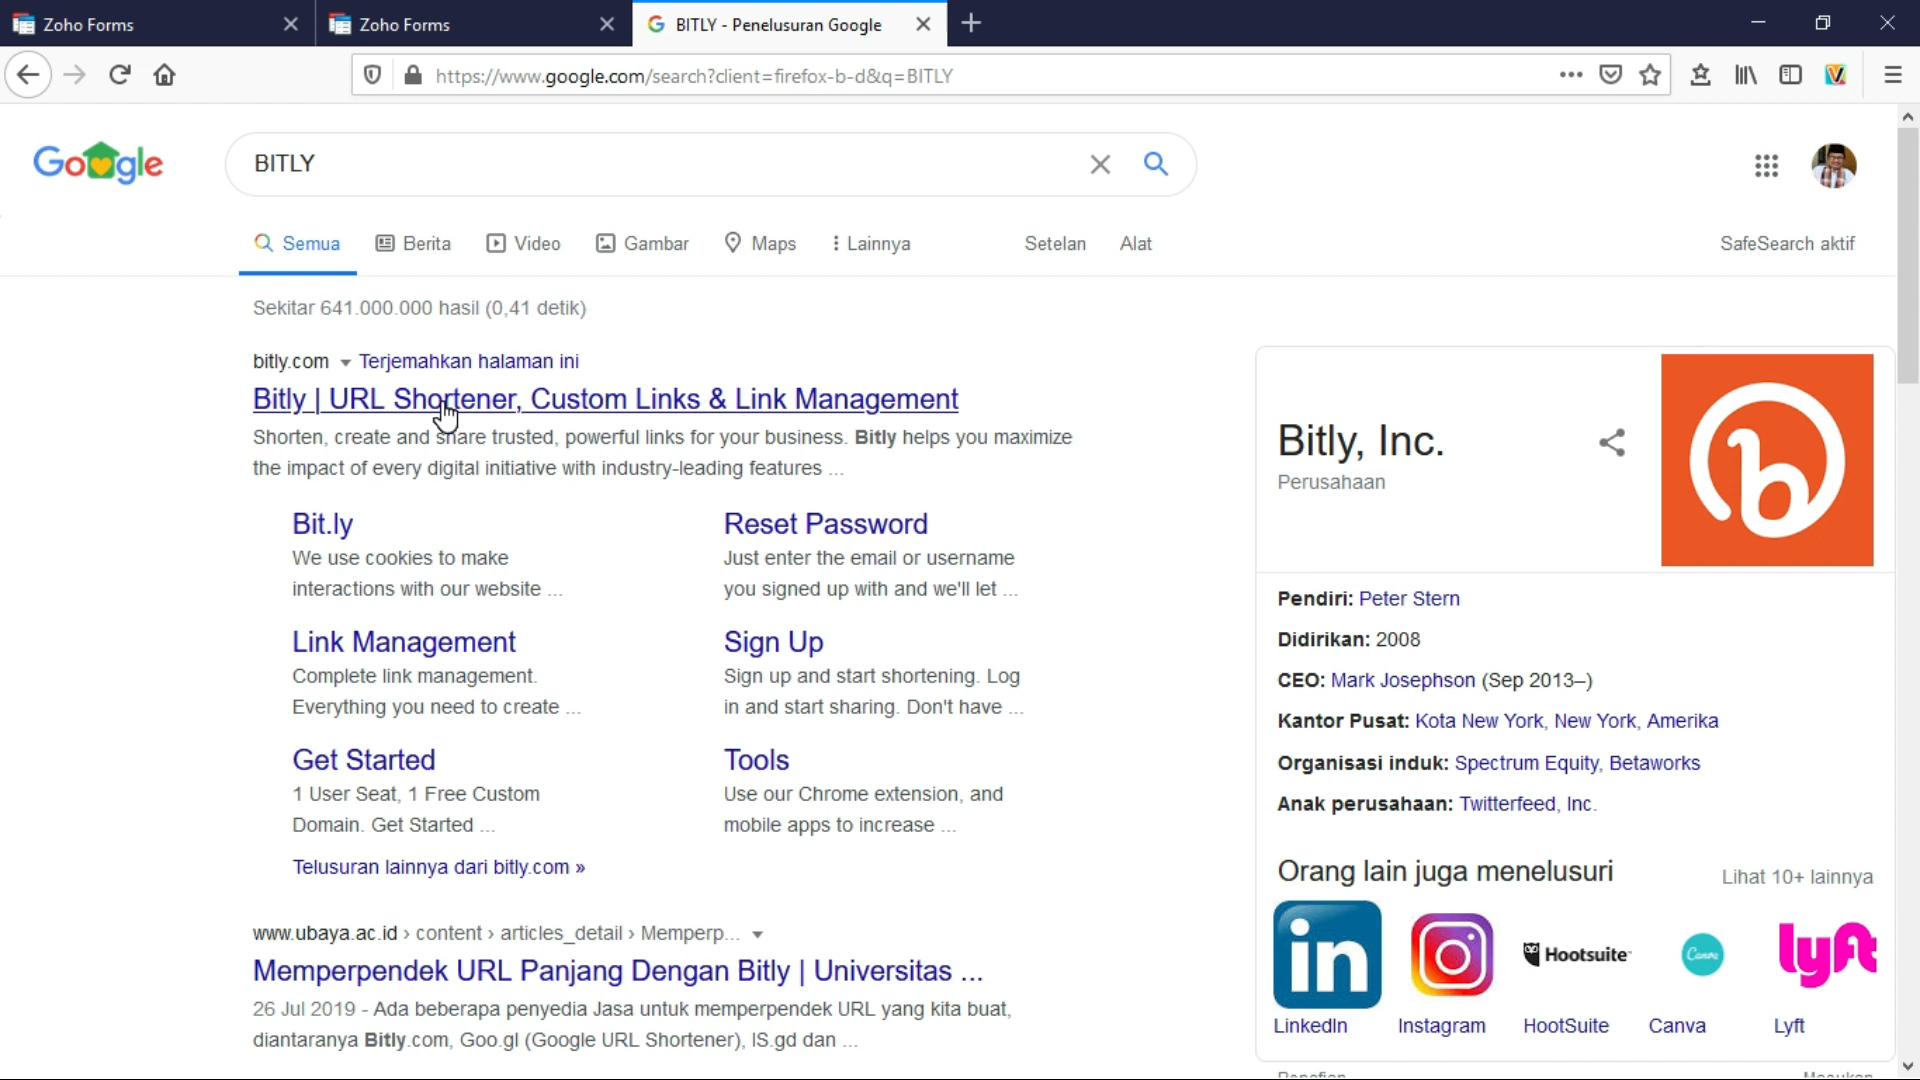 Zoho Forms
Zoho Forms
BITLY - Penelusuran Google
https://www.google.com/search?client=firefox-b-d&q=BITLY
Google
BITLY
Semua
Berita
Video
Gambar
Maps
Lainnya
Setelan
Alat
SafeSearch aktif
Sekitar 641.000.000 hasil (0,41 detik)
bitly.com Terjemahkan halaman ini
Bitly | URL Shortener, Custom Links & Link Management
Shorten, create and share trusted, powerful links for your business. Bitly helps you maximize
the impact of every digital initiative with industry-leading features ...
Bit.ly
We use cookies to make
interactions with our website ...
Reset Password
Just enter the email or username
you signed up with and we'll let ...
Link Management
Complete link management.
Everything you need to create ...
Sign Up
Sign up and start shortening. Log
in and start sharing. Don't have ...
Get Started
1 User Seat, 1 Free Custom
Domain. Get Started ...
Tools
Use our Chrome extension, and
mobile apps to increase ...
Telusuran lainnya dari bitly.com »
www.ubaya.ac.id › content › articles_detail › Memperp...
Memperpendek URL Panjang Dengan Bitly | Universitas ...
26 Jul 2019 - Ada beberapa penyedia Jasa untuk memperpendek URL yang kita buat,
diantaranya Bitly.com, Goo.gl (Google URL Shortener), IS.gd dan ...
Bitly, Inc.
Perusahaan
b
Pendiri: Peter Stern
Didirikan: 2008
CEO: Mark Josephson (Sep 2013–)
Kantor Pusat: Kota New York, New York, Amerika
Organisasi induk: Spectrum Equity, Betaworks
Anak perusahaan: Twitterfeed, Inc.
Orang lain juga menelusuri
Lihat 10+ lainnya
in
Hootsuite
Canva
lyft
LinkedIn
Instagram
HootSuite
Canva
Lyft